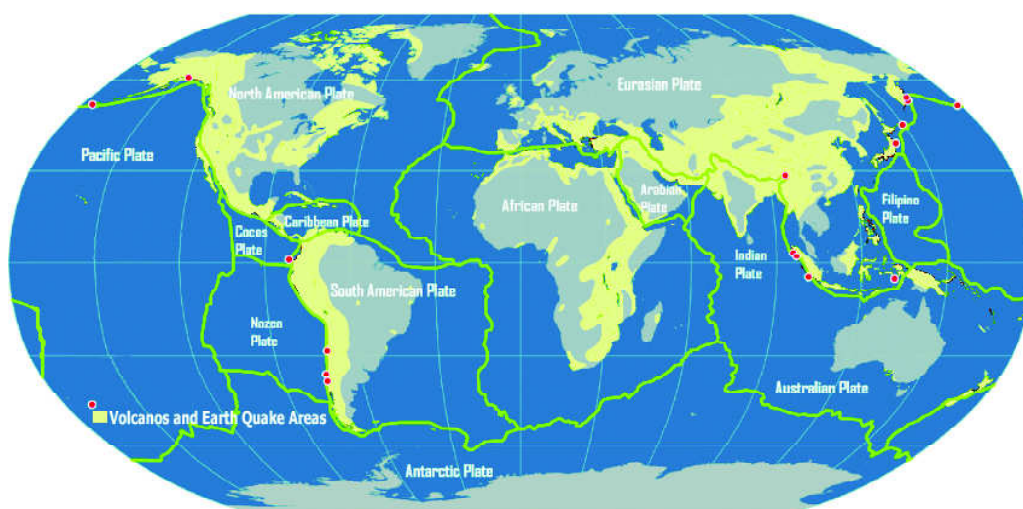 Eurasian Plate
North American Plate
Pacific Plate
Arabian
Plate
African Plate
Filipino
Plate
Caribbean Plate
Cocos
Plate
Indian
Plate
South American Plate
Nozcn
Plate
Australian Plate
Volcanos and Earth Quake Areas
Antarctic Plate